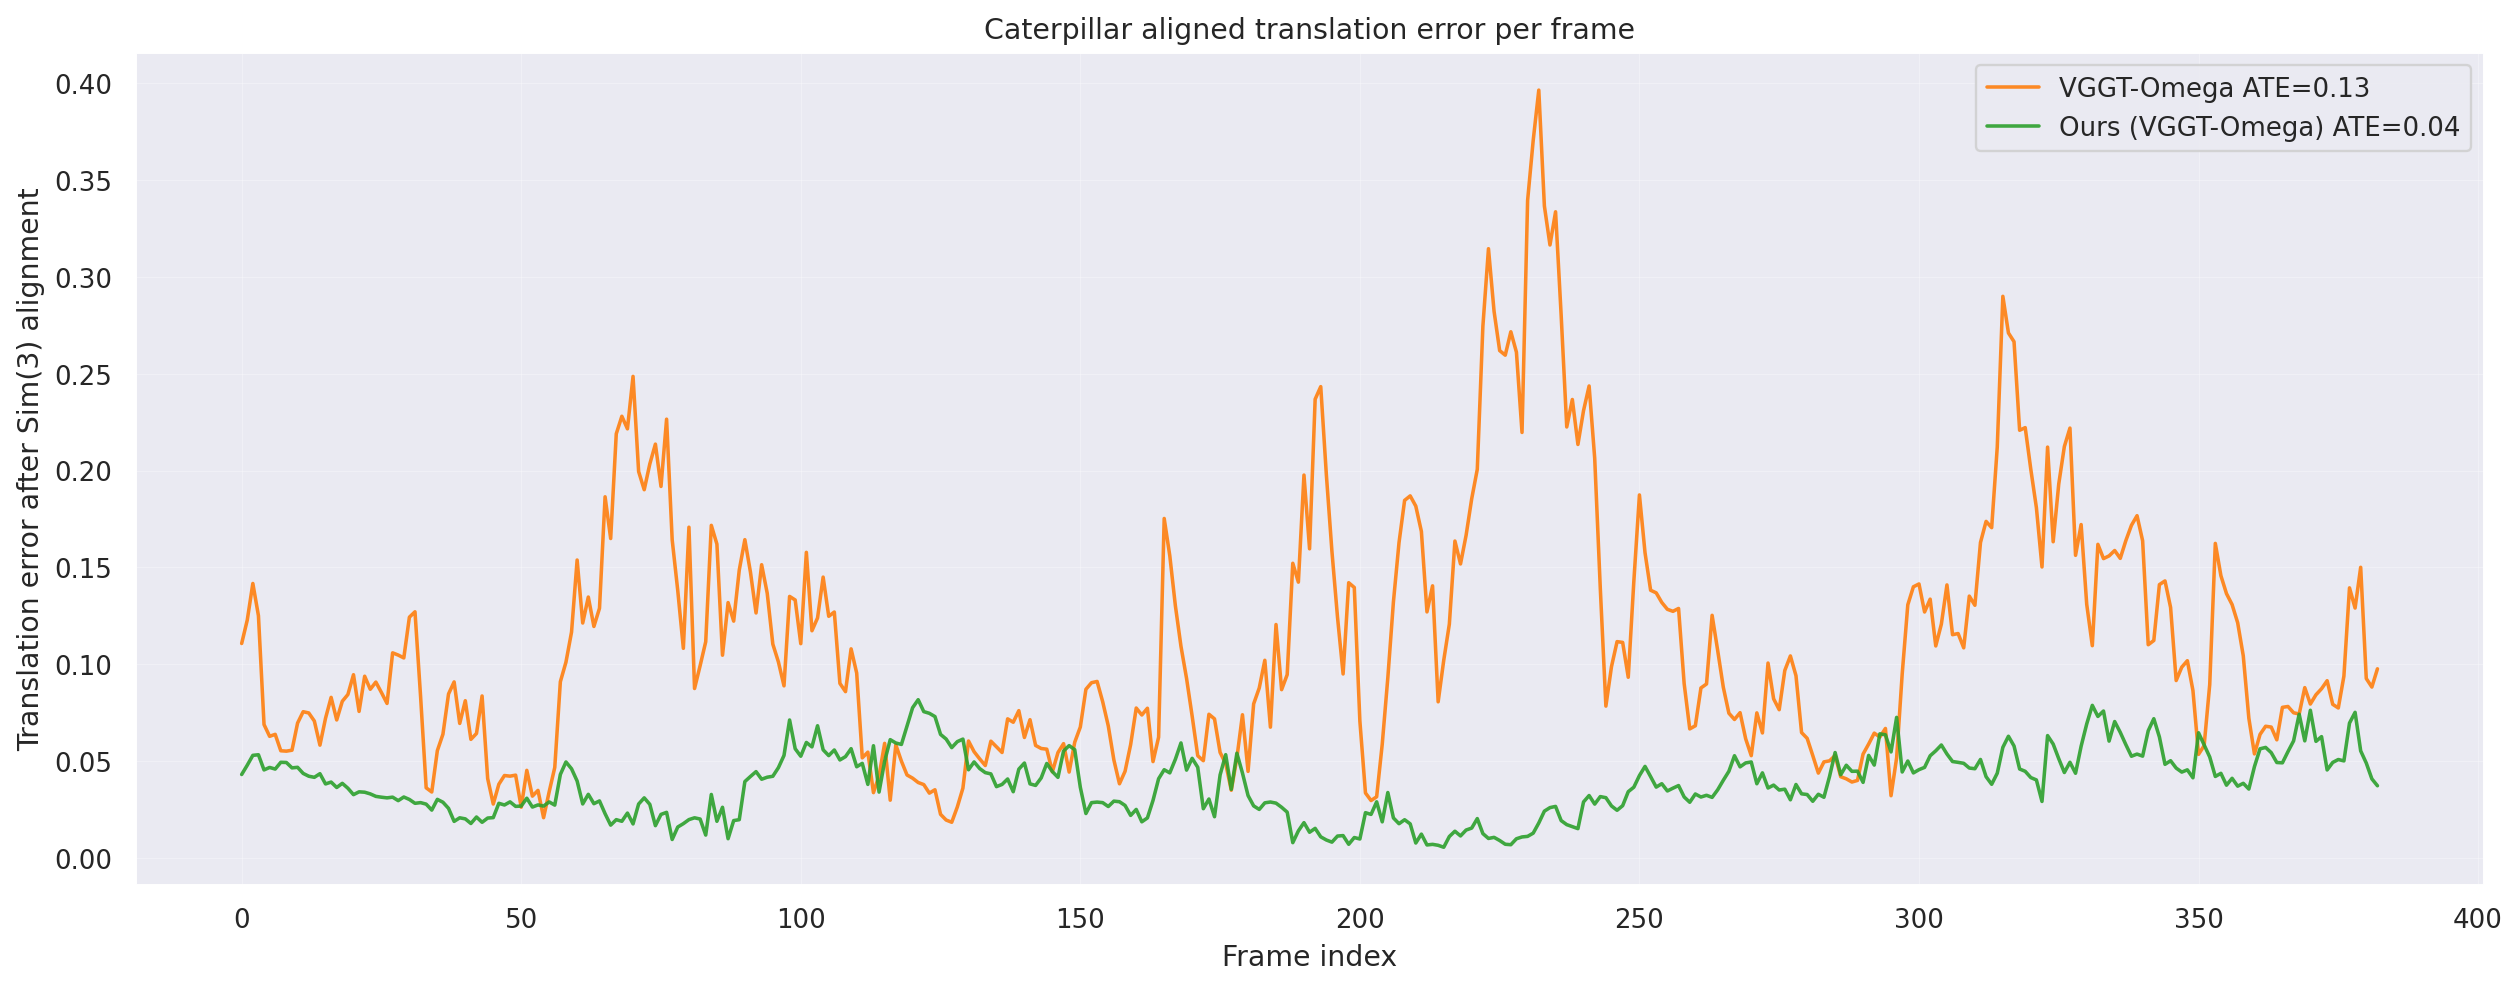 Caterpillar aligned translation error per frame
VGGT-Omega ATE=0.13
Ours (VGGT-Omega) ATE=0.04
Translation error after Sim(3) alignment
0.40
0.35
0.30
0.25
0.20
0.15
0.10
0.05
0.00
0 50 100 150 200 250 300 350 400
Frame index